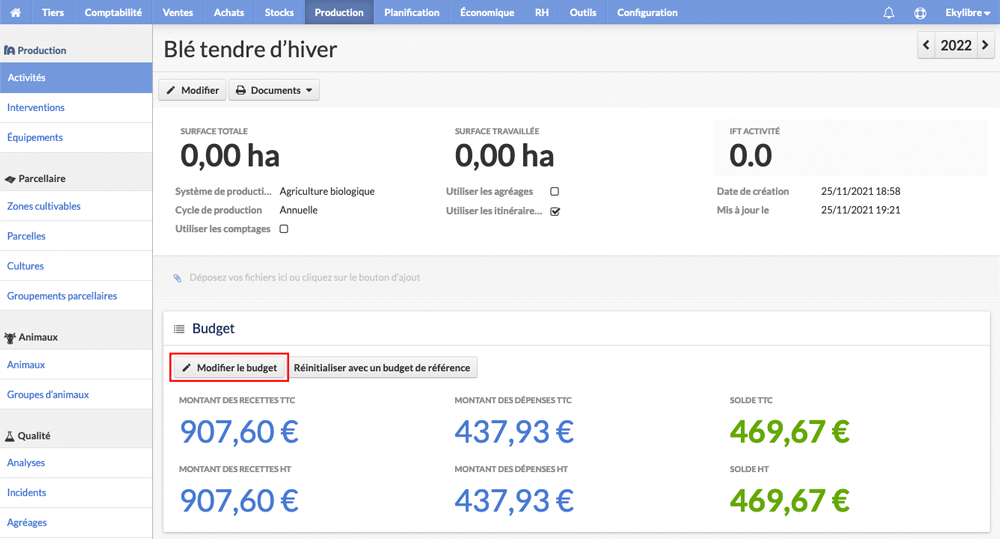 Tiers Comptabilité Ventes Achats Stocks Production Planification Économique RH Outils Configuration Ekylibre
Production
Activités
Interventions
Équipements
Parcellaire
Zones cultivables
Parcelles
Cultures
Groupements parcellaires
Animaux
Animaux
Groupes d'animaux
Qualité
Analyses
Incidents
Agréages
Blé tendre d'hiver
2022
Modifier Documents
SURFACE TOTALE SURFACE TRAVAILLÉE IFT ACTIVITÉ
0,00 ha 0,00 ha 0.0
Système de producti... Agriculture biologique Utiliser les agréages Date de création 25/11/2021 18:58
Cycle de production Annuelle Utiliser les itinéraire... Mis à jour le 25/11/2021 19:21
Utiliser les comptages
Déposez vos fichiers ici ou cliquez sur le bouton d'ajout
Budget
Modifier le budget Réinitialiser avec un budget de référence
MONTANT DES RECETTES TTC MONTANT DES DÉPENSES TTC SOLDE TTC
907,60 € 437,93 € 469,67 €
MONTANT DES RECETTES HT MONTANT DES DÉPENSES HT SOLDE HT
907,60 € 437,93 € 469,67 €